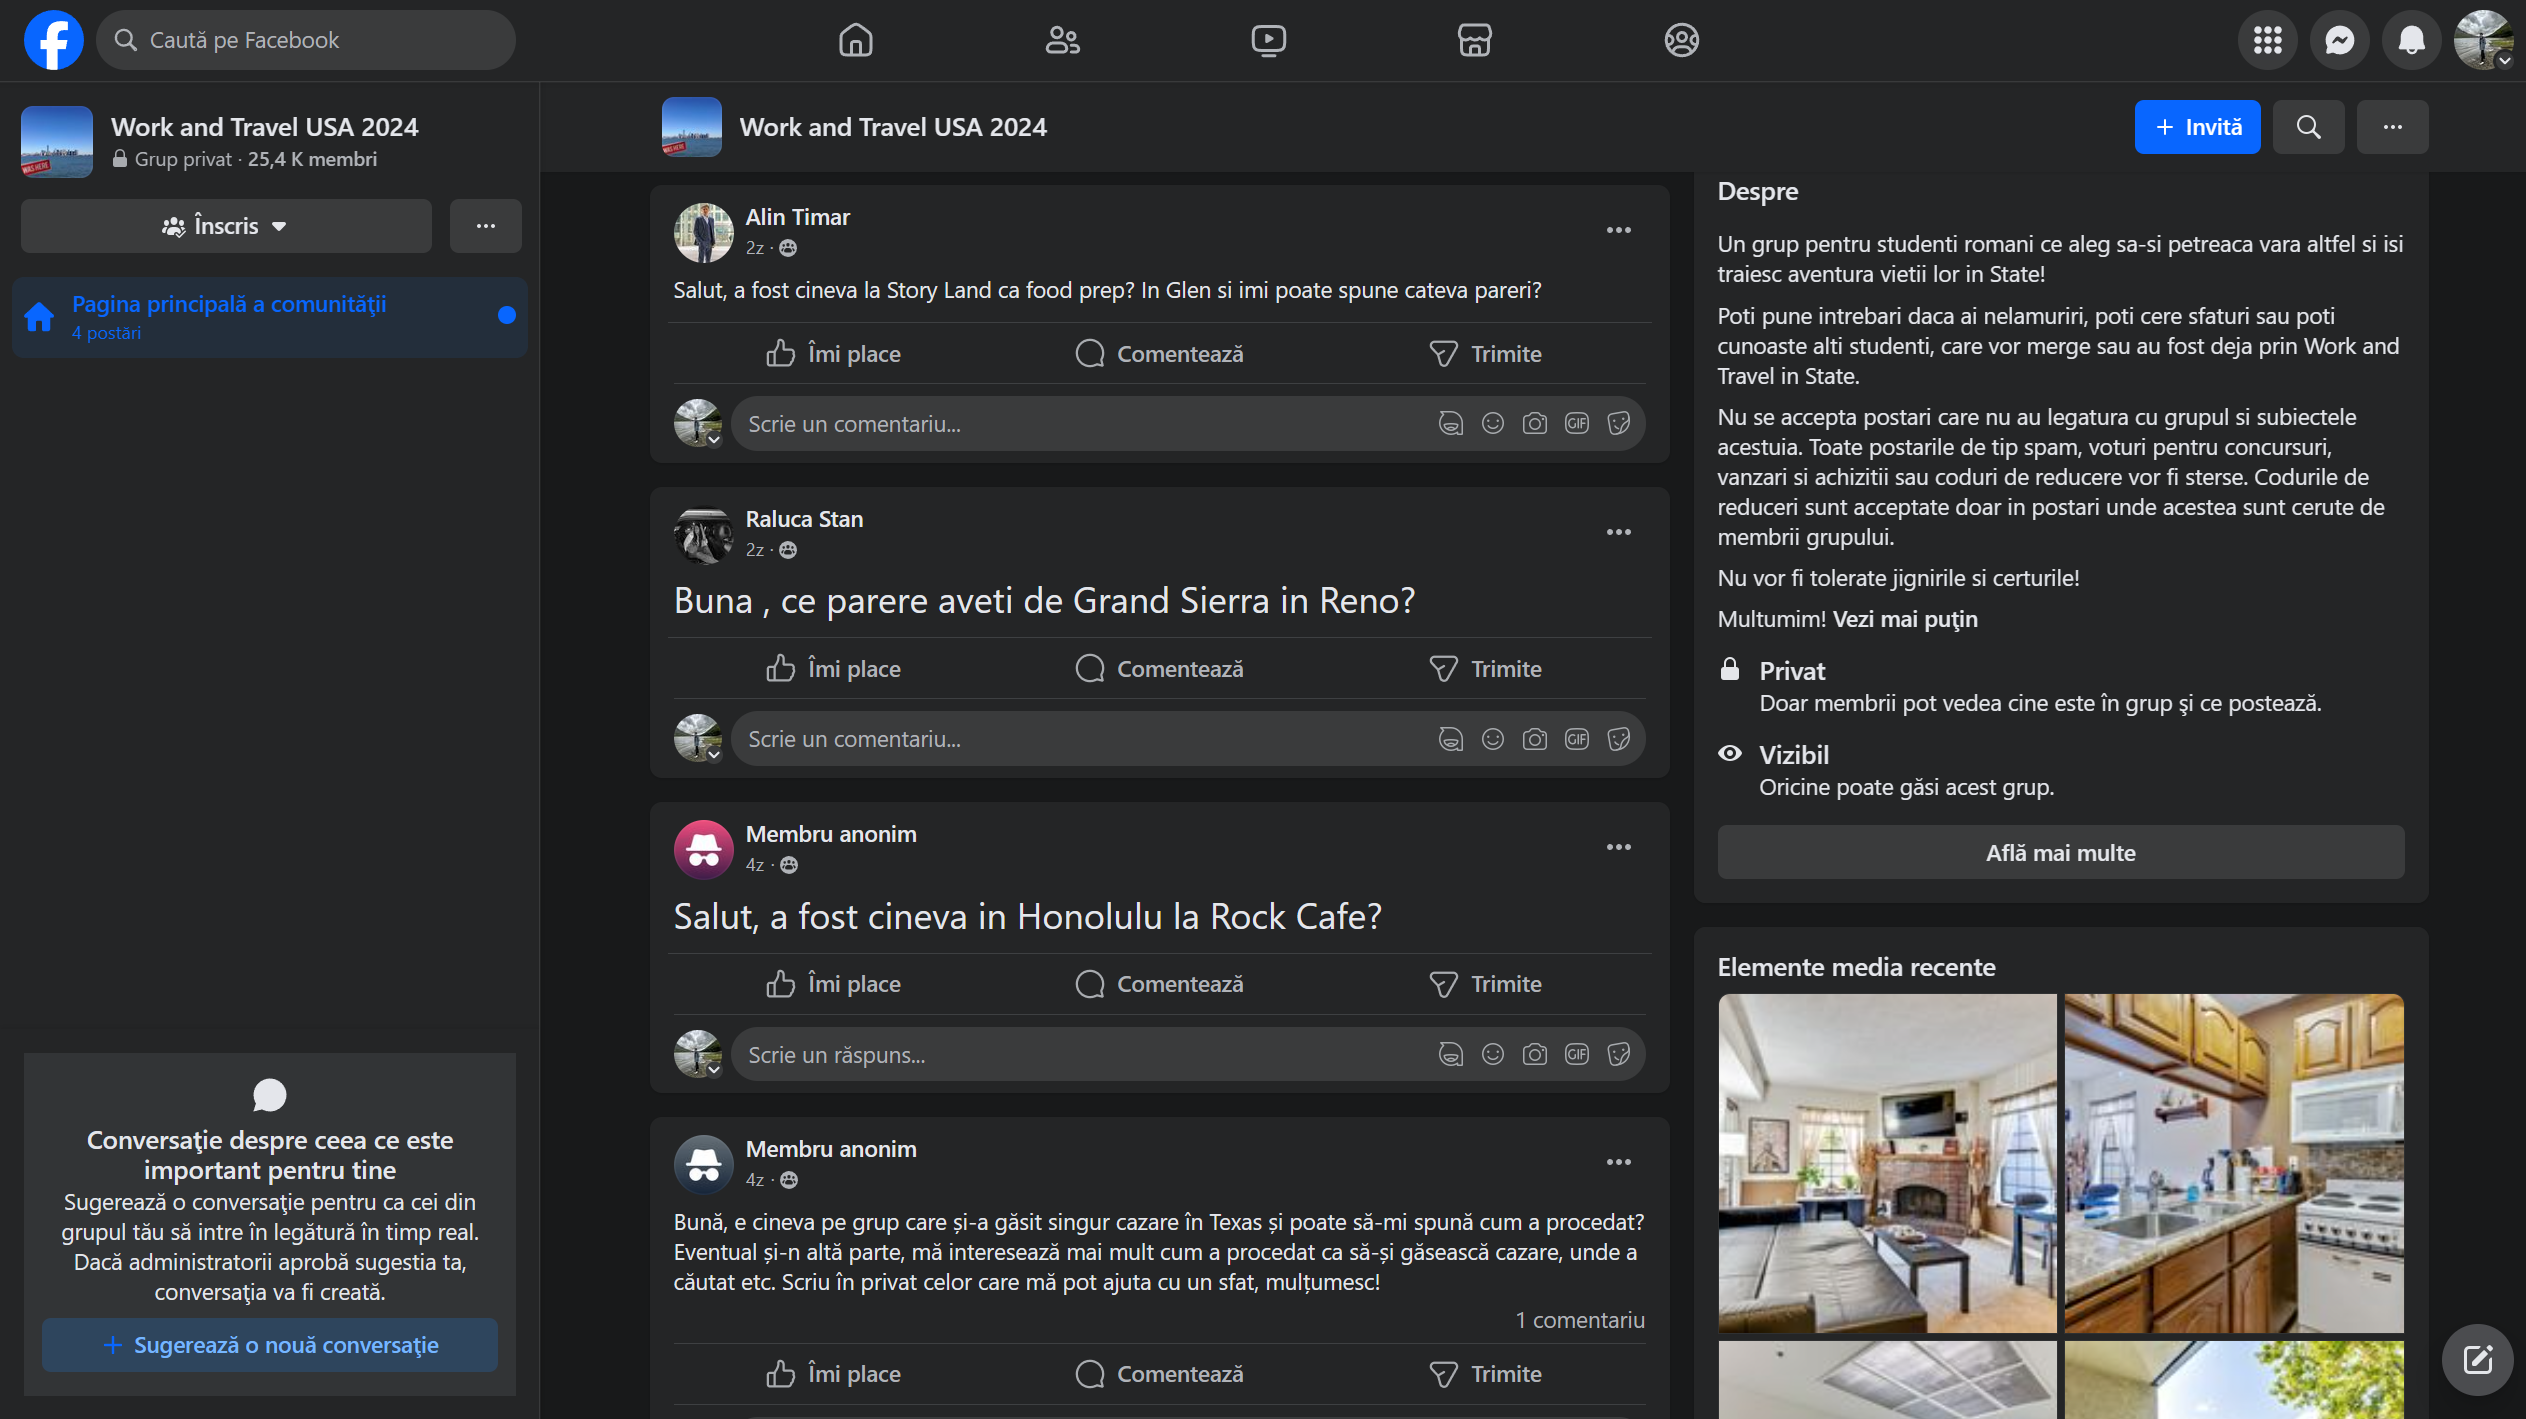 Caută pe Facebook
Work and Travel USA 2024
Grup privat · 25,4 K membri
Înscris
Pagina principală a comunităţii
4 postări
Conversaţie despre ceea ce este
important pentru tine
Sugerează o conversaţie pentru ca cei din
grupul tău să intre în legătură în timp real.
Dacă administratorii aprobă sugestia ta,
conversaţia va fi creată.
Sugerează o nouă conversaţie
Work and Travel USA 2024
Invită
Alin Timar
2z ·
Salut, a fost cineva la Story Land ca food prep? In Glen si imi poate spune cateva pareri?
Îmi place
Comentează
Trimite
Scrie un comentariu...
GIF
Raluca Stan
2z ·
Buna , ce parere aveti de Grand Sierra in Reno?
Îmi place
Comentează
Trimite
Scrie un comentariu...
GIF
Membru anonim
4z ·
Salut, a fost cineva in Honolulu la Rock Cafe?
Îmi place
Comentează
Trimite
Scrie un răspuns...
GIF
Membru anonim
4z ·
Bună, e cineva pe grup care și-a găsit singur cazare în Texas și poate să-mi spună cum a procedat?
Eventual și-n altă parte, mă interesează mai mult cum a procedat ca să-și găsească cazare, unde a
căutat etc. Scriu în privat celor care mă pot ajuta cu un sfat, mulțumesc!
1 comentariu
Îmi place
Comentează
Trimite
Despre
Un grup pentru studenti romani ce aleg sa-si petreaca vara altfel si isi
traiesc aventura vietii lor in State!
Poti pune intrebari daca ai nelamuriri, poti cere sfaturi sau poti
cunoaste alti studenti, care vor merge sau au fost deja prin Work and
Travel in State.
Nu se accepta postari care nu au legatura cu grupul si subiectele
acestuia. Toate postarile de tip spam, voturi pentru concursuri,
vanzari si achizitii sau coduri de reducere vor fi sterse. Codurile de
reduceri sunt acceptate doar in postari unde acestea sunt cerute de
membrii grupului.
Nu vor fi tolerate jignirile si certurile!
Multumim! Vezi mai puţin
Privat
Doar membrii pot vedea cine este în grup şi ce postează.
Vizibil
Oricine poate găsi acest grup.
Află mai multe
Elemente media recente